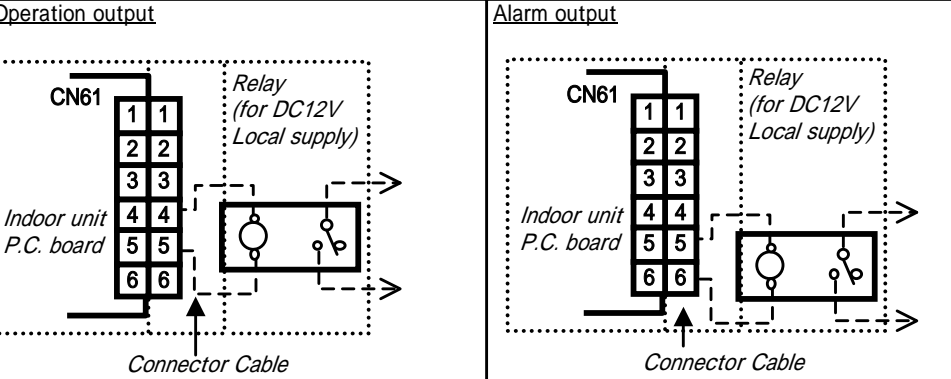 Operation output
CN61
1 1
2 2
3 3
4 4
5 5
6 6
Relay
(for DC12V
Local supply)
Indoor unit
P.C. board
Connector Cable
Alarm output
CN61
1 1
2 2
3 3
4 4
5 5
6 6
Relay
(for DC12V
Local supply)
Indoor unit
P.C. board
Connector Cable